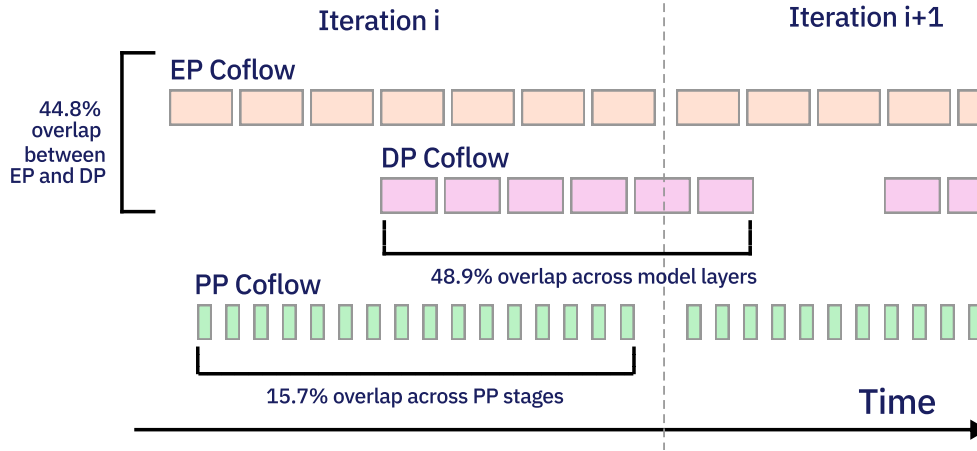 Iteration i
Iteration i+1
EP Coflow
44.8%
overlap
between
EP and DP
DP Coflow
48.9% overlap across model layers
PP Coflow
15.7% overlap across PP stages
Time